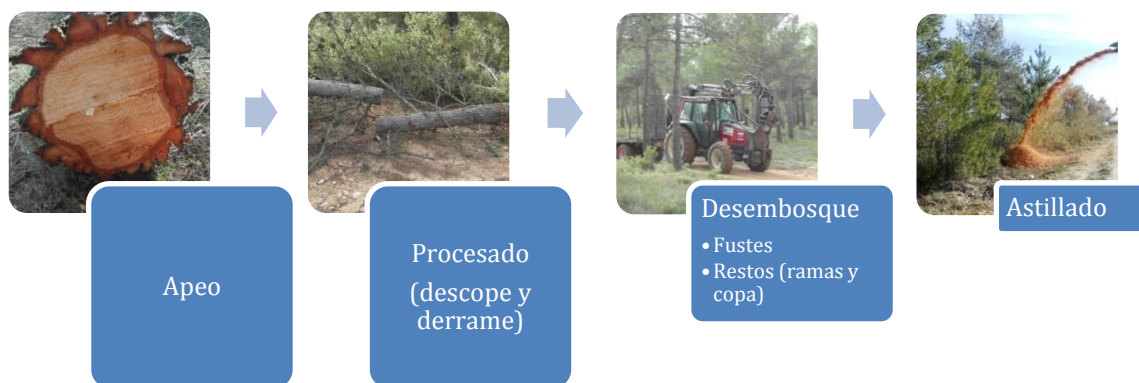 Apeo
Procesado
(descope y
derrame)
Desembosque
• Fustes
• Restos (ramas y
copa)
Astillado